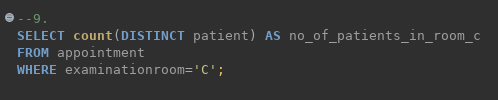 --9.
SELECT count(DISTINCT patient) AS no_of_patients_in_room_c
FROM appointment
WHERE examinationroom='C';